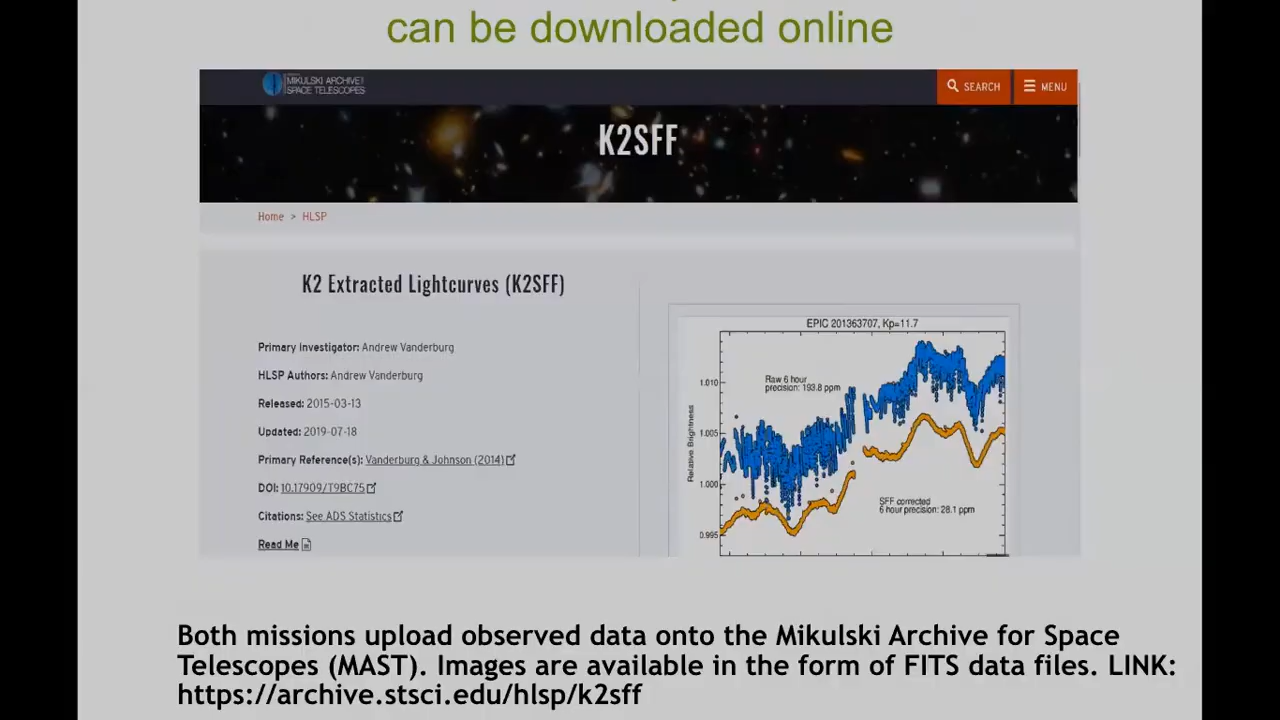 can be downloaded online
MIKULSKI ARCHIVE FOR
SPACE TELESCOPES
SEARCH
MENU
K2SFF
Home > HLSP
K2 Extracted Lightcurves (K2SFF)
Primary Investigator: Andrew Vanderburg
HLSP Authors: Andrew Vanderburg
Released: 2015-03-13
Updated: 2019-07-18
Primary Reference(s): Vanderburg & Johnson (2014)
DOI: 10.17909/T9BC75
Citations: See ADS Statistics
Read Me
EPIC 201363707, Kp=11.7
Raw 6 hour
precision: 193.8 ppm
1.010
1.005
1.000
0.995
Relative Brightness
SFF corrected
6 hour precision: 28.1 ppm
Both missions upload observed data onto the Mikulski Archive for Space
Telescopes (MAST). Images are available in the form of FITS data files. LINK:
https://archive.stsci.edu/hlsp/k2sff